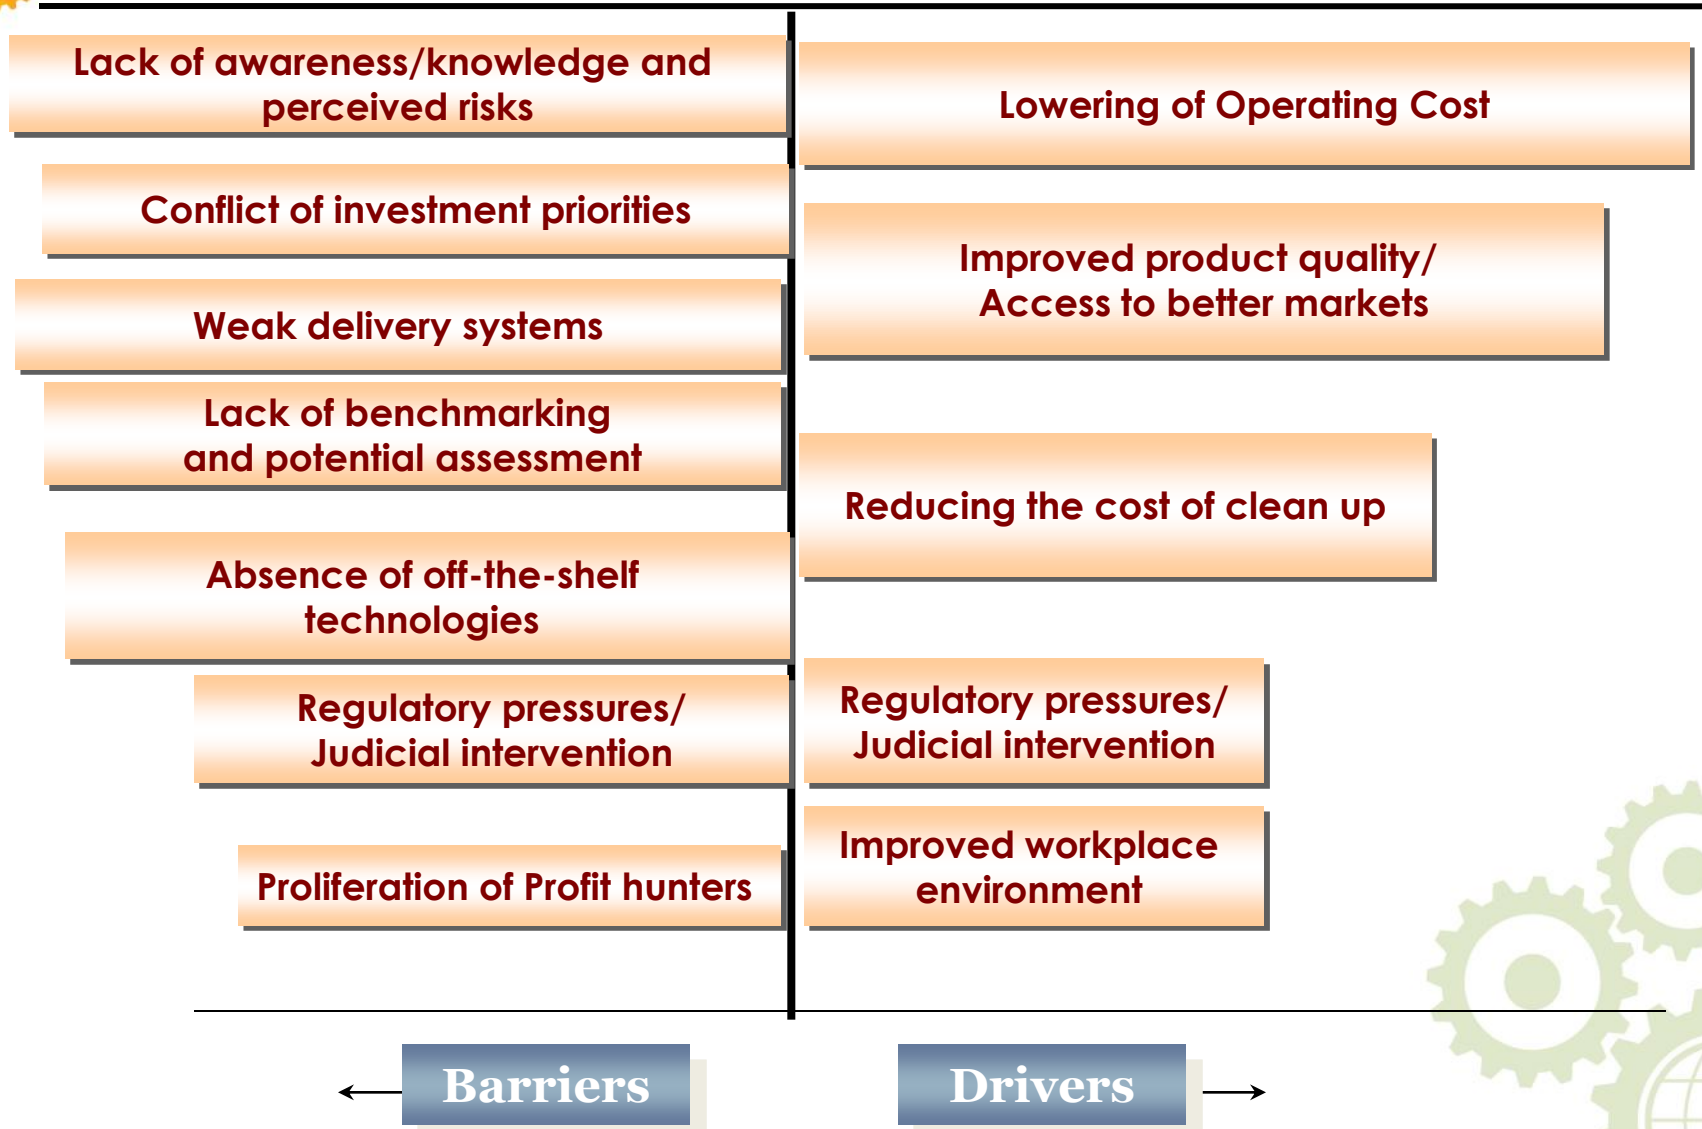 Lack of awareness/knowledge and
perceived risks
Conflict of investment priorities
Weak delivery systems
Lack of benchmarking
and potential assessment
Absence of off-the-shelf
technologies
Regulatory pressures/
Judicial intervention
Proliferation of Profit hunters
Lowering of Operating Cost
Improved product quality/
Access to better markets
Reducing the cost of clean up
Regulatory pressures/
Judicial intervention
Improved workplace
environment
Barriers
Drivers